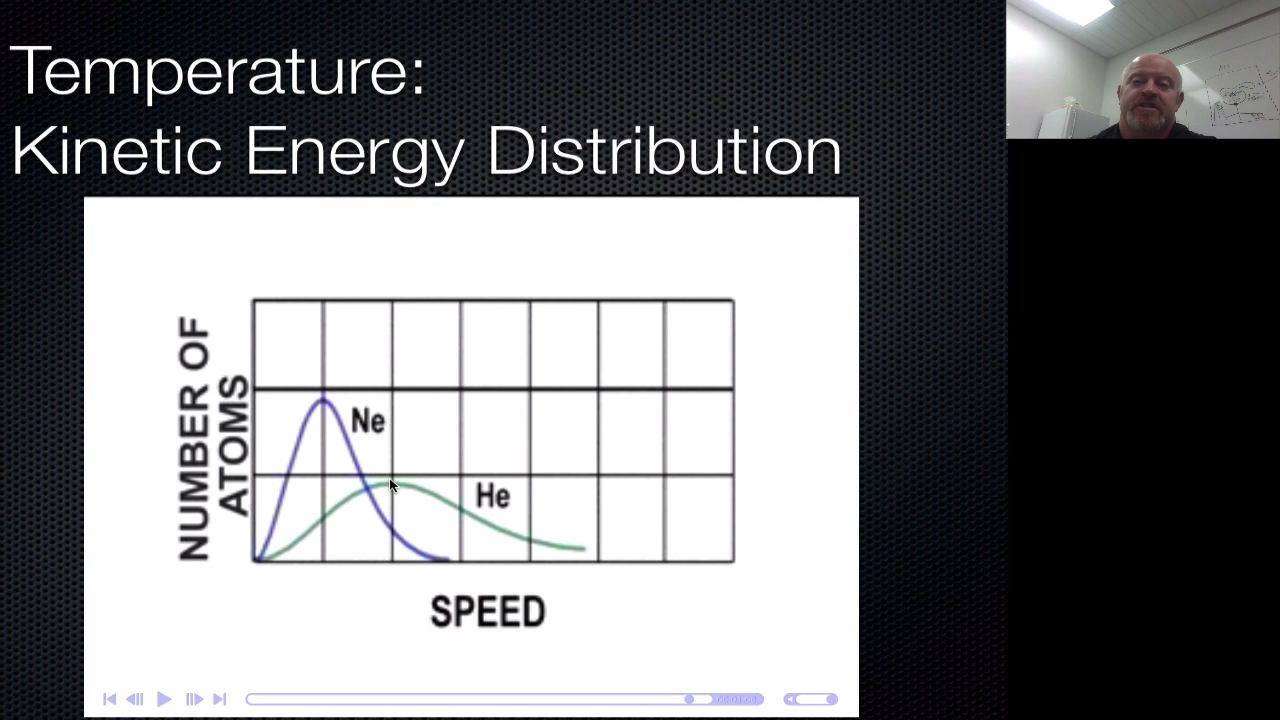 Temperature:
Kinetic Energy Distribution
NUMBER OF
ATOMS
Ne
He
SPEED